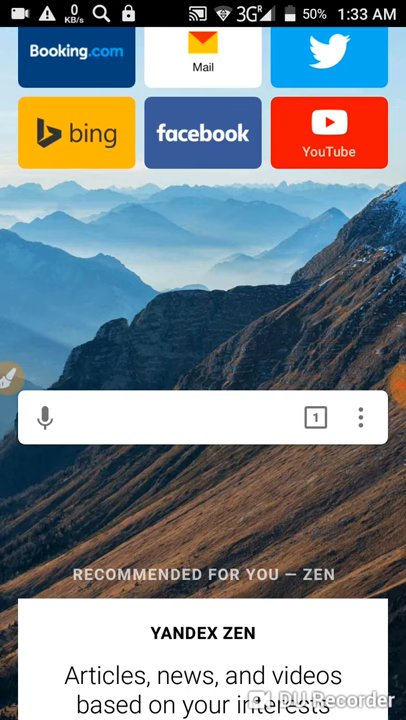 0 KB/s 3G R 50% 1:33 AM
Booking.com
Mail
bing
facebook
YouTube
1
RECOMMENDED FOR YOU — ZEN
YANDEX ZEN
Articles, news, and videos
based on your interests
DU Recorder